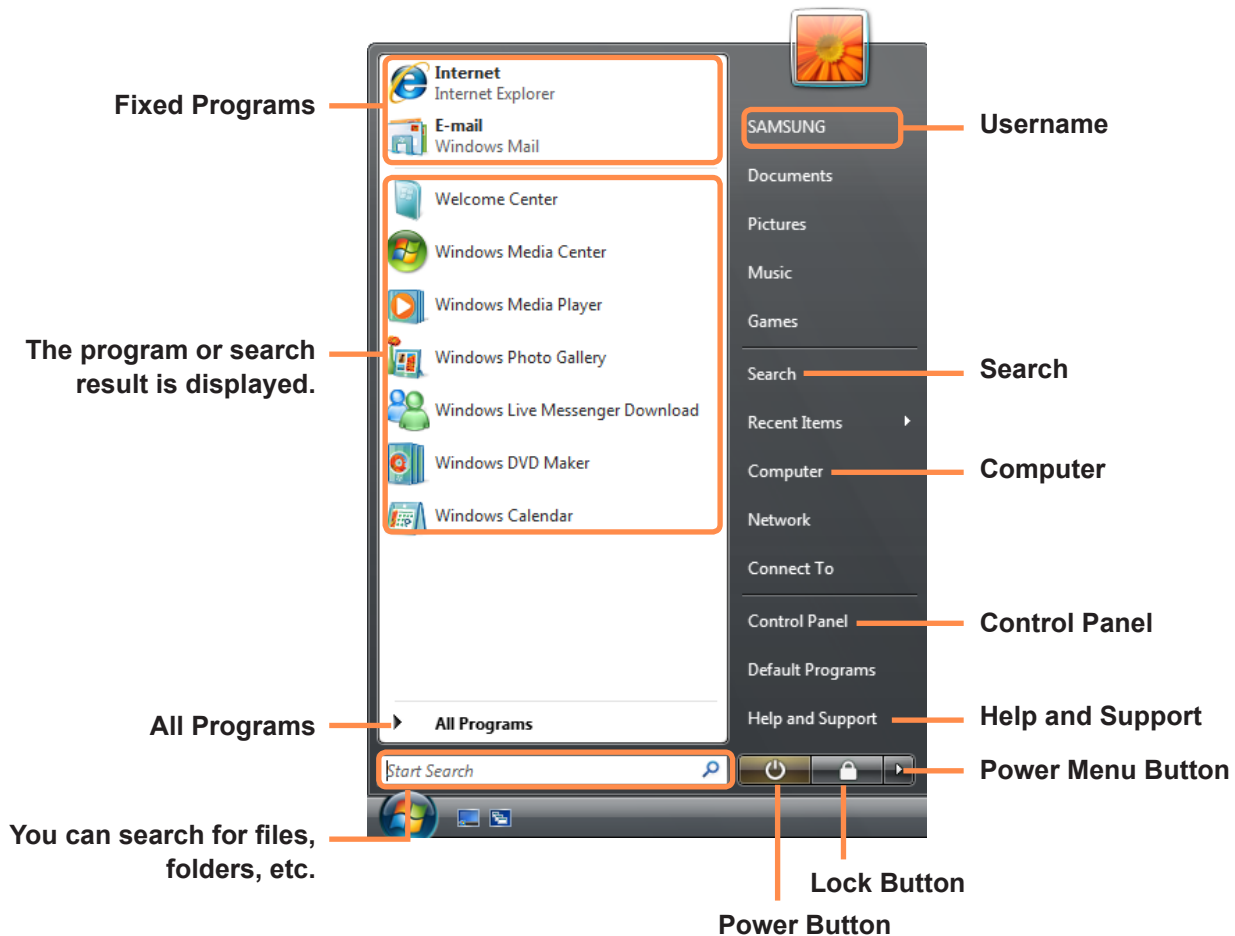 Fixed Programs
Internet
Internet Explorer
E-mail
Windows Mail
SAMSUNG
Username
Documents
Welcome Center
Pictures
Windows Media Center
Music
Windows Media Player
Games
The program or search
result is displayed.
Windows Photo Gallery
Search
Search
Windows Live Messenger Download
Recent Items
Windows DVD Maker
Computer
Computer
Windows Calendar
Network
Connect To
Control Panel
Control Panel
Default Programs
All Programs
All Programs
Help and Support
Help and Support
Start Search
Power Menu Button
You can search for files,
folders, etc.
Lock Button
Power Button